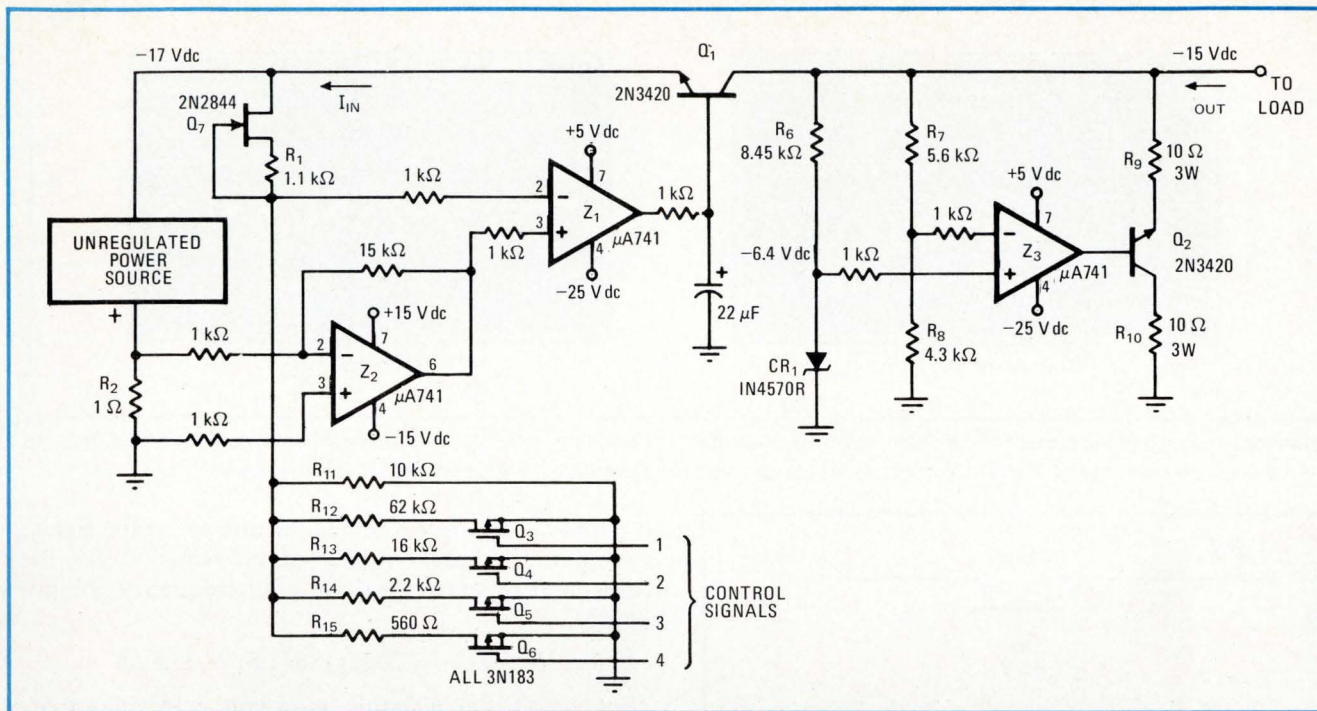 −17 Vdc
2N2844
Q7
R1
1.1 kΩ
IIN
Q1
2N3420
−15 Vdc
TO
LOAD
OUT
UNREGULATED
POWER
SOURCE
+
R2
1 Ω
1 kΩ
1 kΩ
15 kΩ
+15 Vdc
2
−
7
Z2
6
3
+
4
μA741
−15 Vdc
1 kΩ
1 kΩ
+5 Vdc
2
−
7
Z1
3
+
4
μA741
−25 Vdc
1 kΩ
+
22 μF
R6
8.45 kΩ
−6.4 Vdc
1 kΩ
CR1
IN4570R
R7
5.6 kΩ
1 kΩ
R8
4.3 kΩ
+5 Vdc
−
7
Z3
+
4
μA741
−25 Vdc
R9
10 Ω
3W
Q2
2N3420
R10
10 Ω
3W
R11 10 kΩ
R12 62 kΩ Q3 1
R13 16 kΩ Q4 2
R14 2.2 kΩ Q5 3
R15 560 Ω Q6 4
CONTROL
SIGNALS
ALL 3N183